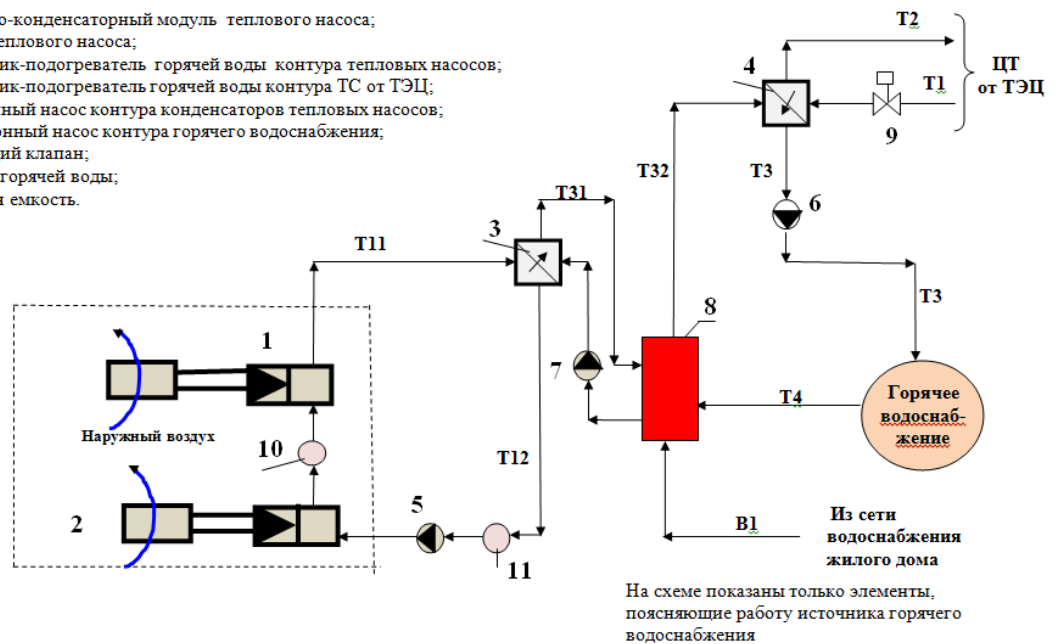 о-конденсаторный модуль теплового насоса;
еплового насоса;
ик-подогреватель горячей воды контура тепловых насосов;
ик-подогреватель горячей воды контура ТС от ТЭЦ;
ный насос контура конденсаторов тепловых насосов;
онный насос контура горячего водоснабжения;
ий клапан;
горячей воды;
я емкость.
Т2
ЦТ
от ТЭЦ
4
Т1
9
Т32
Т3
6
Т31
3
Т11
Т3
8
1
7
Т4
Горячее
водоснаб-
жение
Наружный воздух
10
Т12
2
5
11
В1
Из сети
водоснабжения
жилого дома
На схеме показаны только элементы,
поясняющие работу источника горячего
водоснабжения